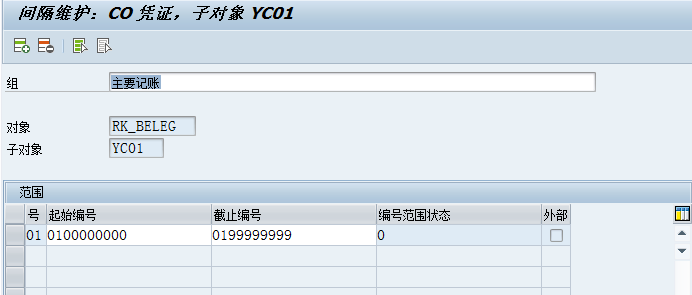 间隔维护：CO 凭证，子对象 YC01
组 主要记账
对象 RK_BELEG
子对象 YC01
范围
号 起始编号 截止编号 编号范围状态 外部
01 0100000000 0199999999 0